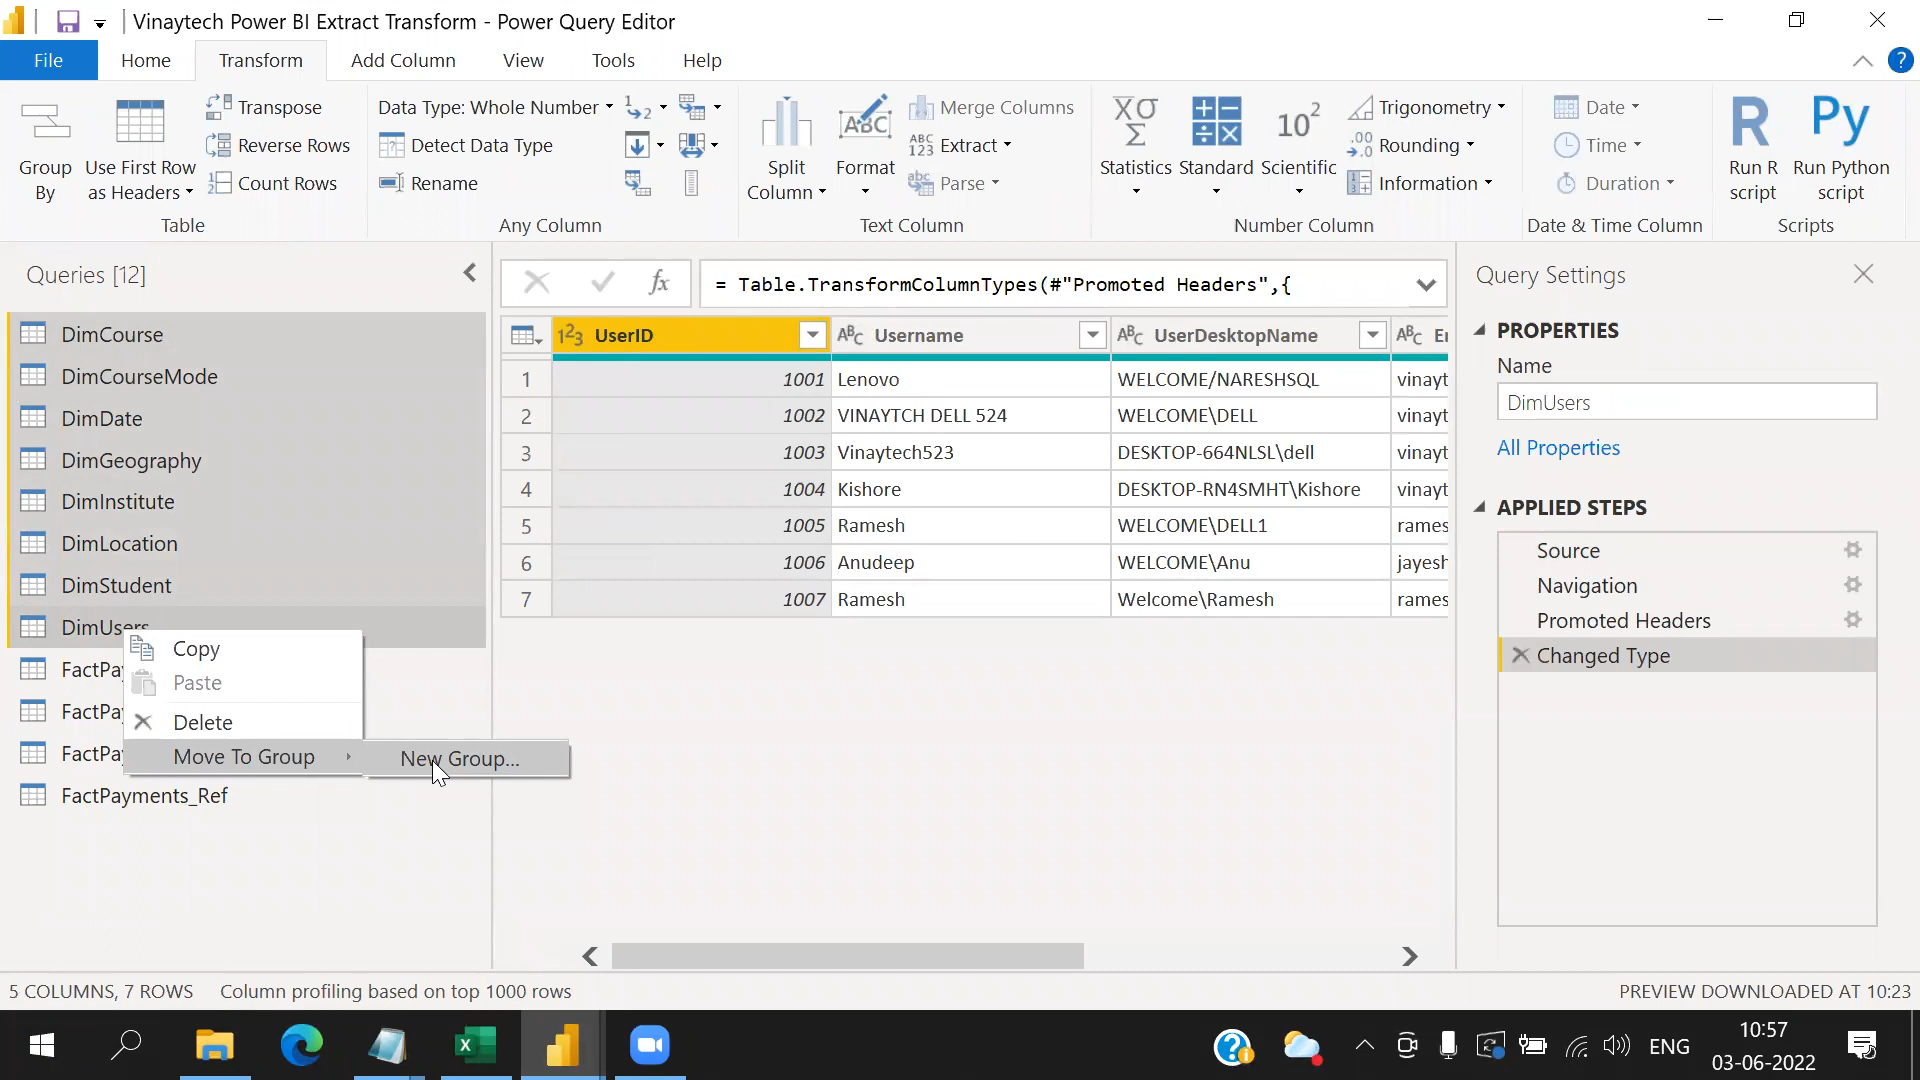 Vinaytech Power BI Extract Transform - Power Query Editor
File
Home
Transform
Add Column
View
Tools
Help
?
Group
By
Use First Row
as Headers
Transpose
Reverse Rows
Count Rows
Table
Data Type: Whole Number
Detect Data Type
Rename
Any Column
Split
Column
Format
Merge Columns
Extract
Parse
Text Column
Statistics
Standard
Scientific
Trigonometry
Rounding
Information
Number Column
Date
Time
Duration
Date & Time Column
R
Run R
script
Py
Run Python
script
Scripts
Queries [12]
DimCourse
DimCourseMode
DimDate
DimGeography
DimInstitute
DimLocation
DimStudent
DimUsers
FactPay
FactPay
FactPay
FactPayments_Ref
Copy
Paste
Delete
Move To Group
New Group...
fx
= Table.TransformColumnTypes(#"Promoted Headers",{
UserID Username UserDesktopName
1 1001 Lenovo WELCOME/NARESHSQL vinayt
2 1002 VINAYTCH DELL 524 WELCOME\DELL vinayt
3 1003 Vinaytech523 DESKTOP-664NLSL\dell vinayt
4 1004 Kishore DESKTOP-RN4SMHT\Kishore vinayt
5 1005 Ramesh WELCOME\DELL1 rames
6 1006 Anudeep WELCOME\Anu jayesh
7 1007 Ramesh Welcome\Ramesh rames
Query Settings
PROPERTIES
Name
DimUsers
All Properties
APPLIED STEPS
Source
Navigation
Promoted Headers
Changed Type
5 COLUMNS, 7 ROWS Column profiling based on top 1000 rows
PREVIEW DOWNLOADED AT 10:23
ENG
10:57
03-06-2022